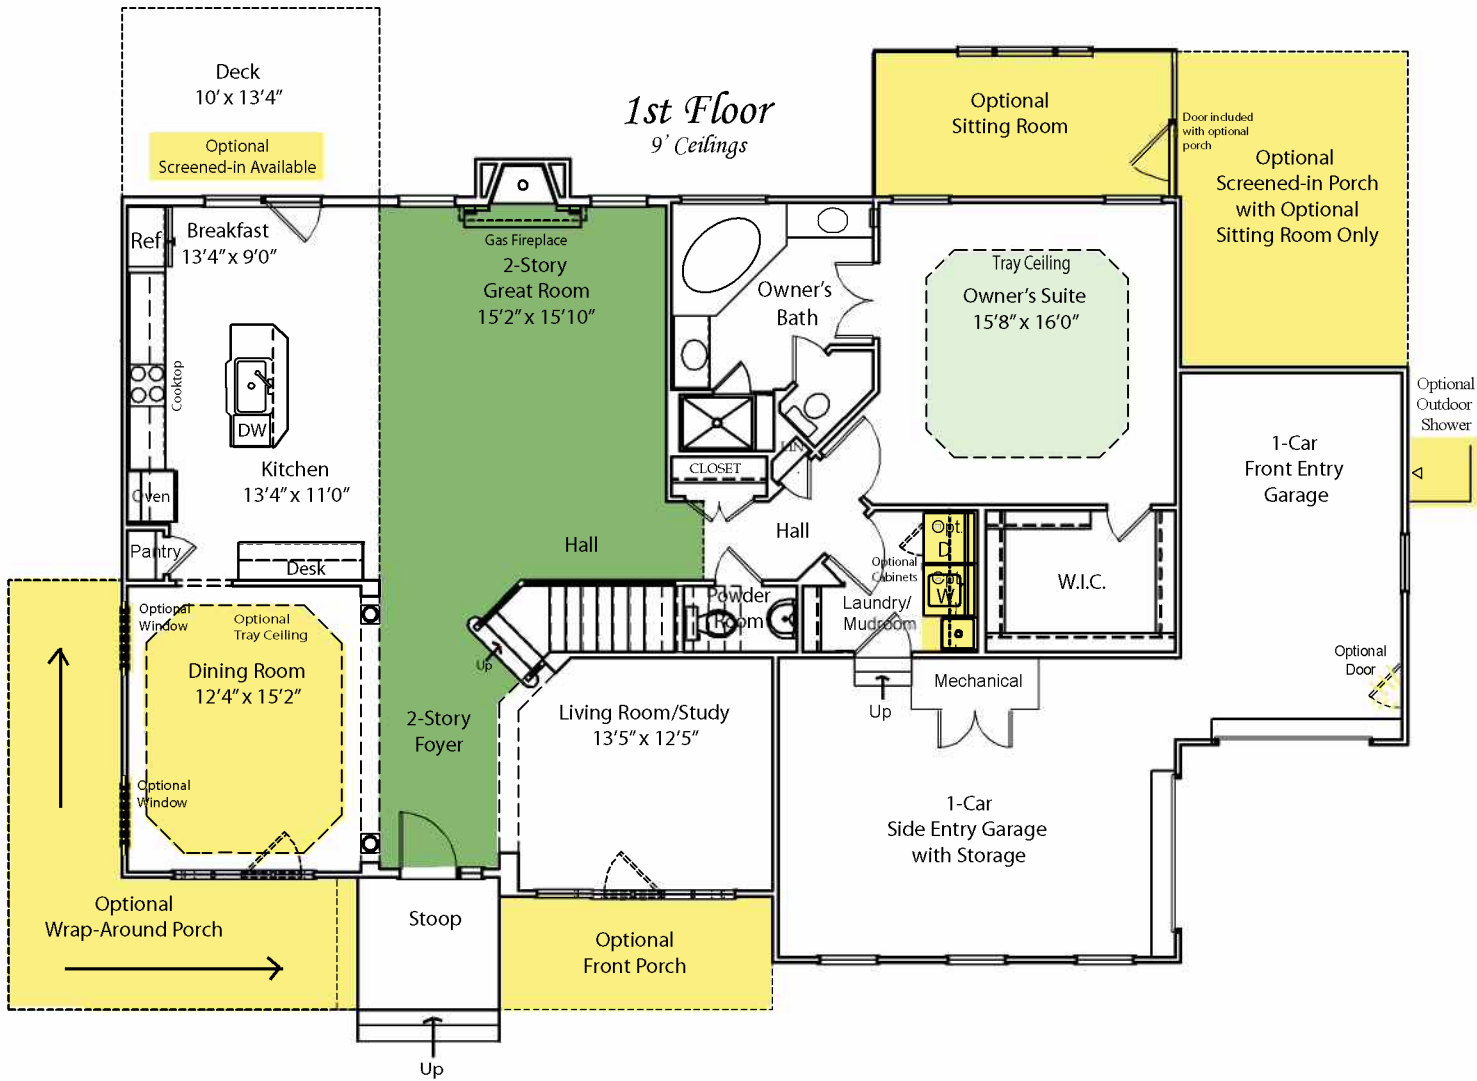 Deck
10' x 13'4"
Optional
Screened-in Available
1st Floor
9' Ceilings
Optional
Sitting Room
Door included
with optional
porch
Optional
Screened-in Porch
with Optional
Sitting Room Only
Ref.
Breakfast
13'4" x 9'0"
Gas Fireplace
2-Story
Great Room
15'2" x 15'10"
Owner's
Bath
Tray Ceiling
Owner's Suite
15'8" x 16'0"
Cooktop
DW
Kitchen
13'4" x 11'0"
Oven
Pantry
Desk
Hall
CLOSET
LIN
Hall
Optional
Outdoor
Shower
1-Car
Front Entry
Garage
Opt.
D
Optional
Cabinets
Opt.
W
W.I.C.
Laundry/
Mudroom
Powder
Room
Optional
Window
Optional
Tray Ceiling
Dining Room
12'4" x 15'2"
Optional
Window
Up
2-Story
Foyer
Living Room/Study
13'5" x 12'5"
Up
Mechanical
Optional
Door
1-Car
Side Entry Garage
with Storage
Optional
Wrap-Around Porch
Stoop
Optional
Front Porch
Up